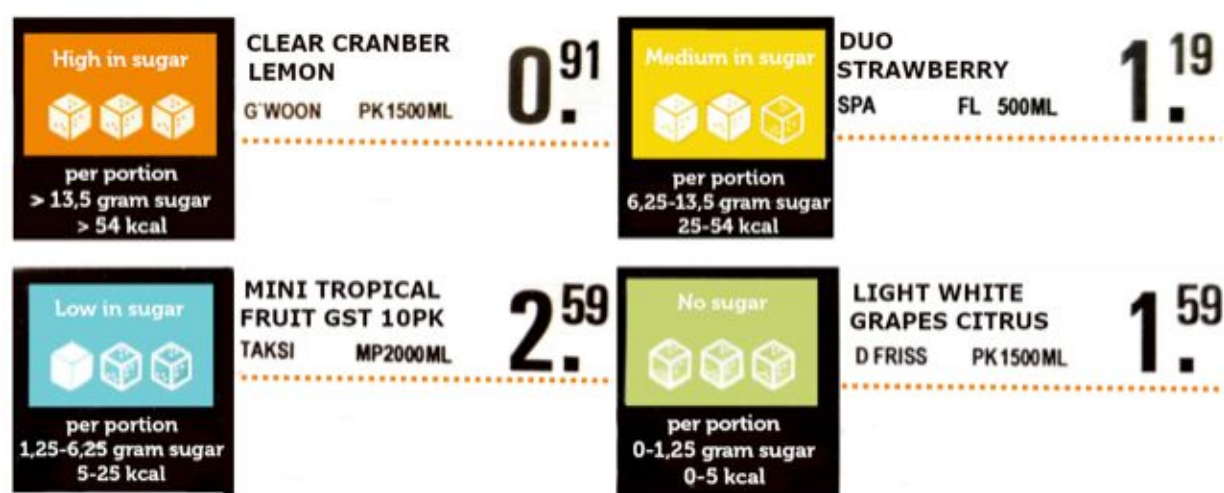 High in sugar
per portion
> 13,5 gram sugar
> 54 kcal
CLEAR CRANBER
LEMON
G'WOON PK1500ML
0.91
Medium in sugar
per portion
6,25-13,5 gram sugar
25-54 kcal
DUO
STRAWBERRY
SPA FL 500ML
1.19
Low in sugar
per portion
1,25-6,25 gram sugar
5-25 kcal
MINI TROPICAL
FRUIT GST 10PK
TAKSI MP2000ML
2.59
No sugar
per portion
0-1,25 gram sugar
0-5 kcal
LIGHT WHITE
GRAPES CITRUS
D FRISS PK1500ML
1.59